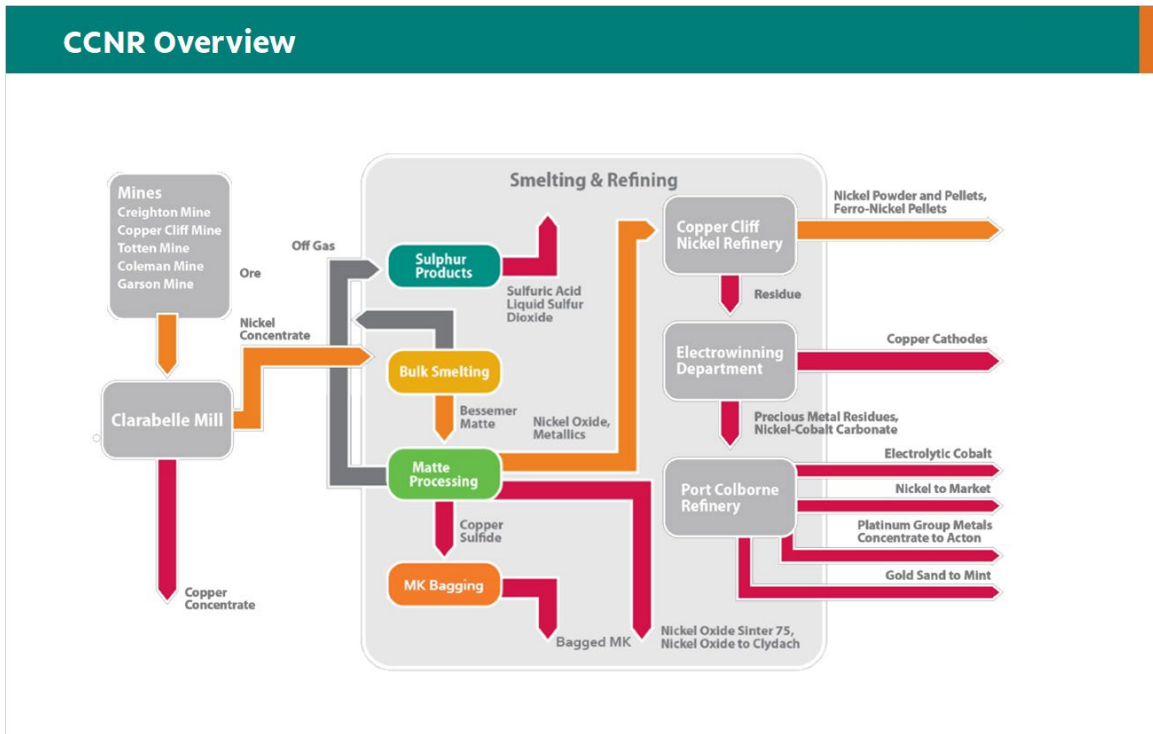 CCNR Overview
Smelting & Refining
Mines
Creighton Mine
Copper Cliff Mine
Totten Mine
Coleman Mine
Garson Mine
Ore
Nickel
Concentrate
Clarabelle Mill
Copper
Concentrate
Off Gas
Sulphur
Products
Sulfuric Acid
Liquid Sulfur
Dioxide
Bulk Smelting
Bessemer
Matte
Matte
Processing
Nickel Oxide,
Metallics
Copper
Sulfide
MK Bagging
Bagged MK
Nickel Oxide Sinter 75,
Nickel Oxide to Clydach
Copper Cliff
Nickel Refinery
Nickel Powder and Pellets,
Ferro-Nickel Pellets
Residue
Electrowinning
Department
Copper Cathodes
Precious Metal Residues,
Nickel-Cobalt Carbonate
Port Colborne
Refinery
Electrolytic Cobalt
Nickel to Market
Platinum Group Metals
Concentrate to Acton
Gold Sand to Mint